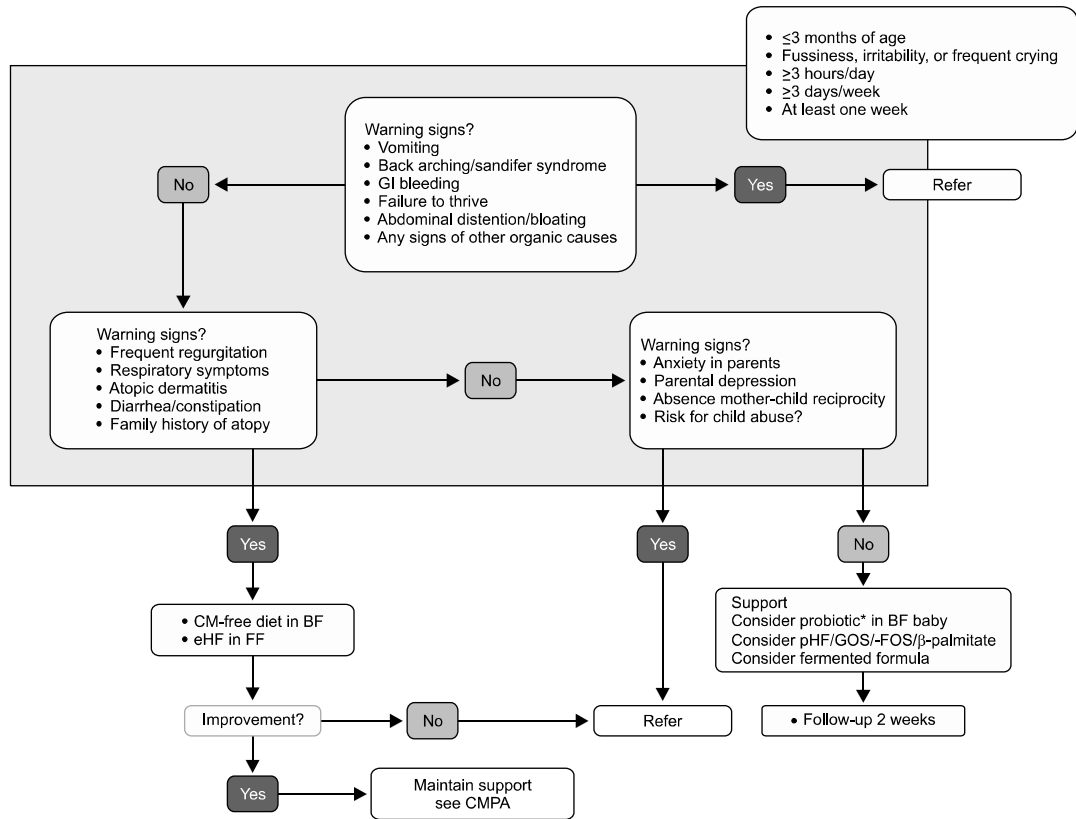 • ≤3 months of age
• Fussiness, irritability, or frequent crying
• ≥3 hours/day
• ≥3 days/week
• At least one week
Warning signs?
• Vomiting
• Back arching/sandifer syndrome
• GI bleeding
• Failure to thrive
• Abdominal distention/bloating
• Any signs of other organic causes
No
Yes
Refer
Warning signs?
• Frequent regurgitation
• Respiratory symptoms
• Atopic dermatitis
• Diarrhea/constipation
• Family history of atopy
No
Warning signs?
• Anxiety in parents
• Parental depression
• Absence mother-child reciprocity
• Risk for child abuse?
Yes
Yes
No
• CM-free diet in BF
• eHF in FF
Support
Consider probiotic* in BF baby
Consider pHF/GOS/-FOS/β-palmitate
Consider fermented formula
Improvement?
No
Refer
• Follow-up 2 weeks
Yes
Maintain support
see CMPA